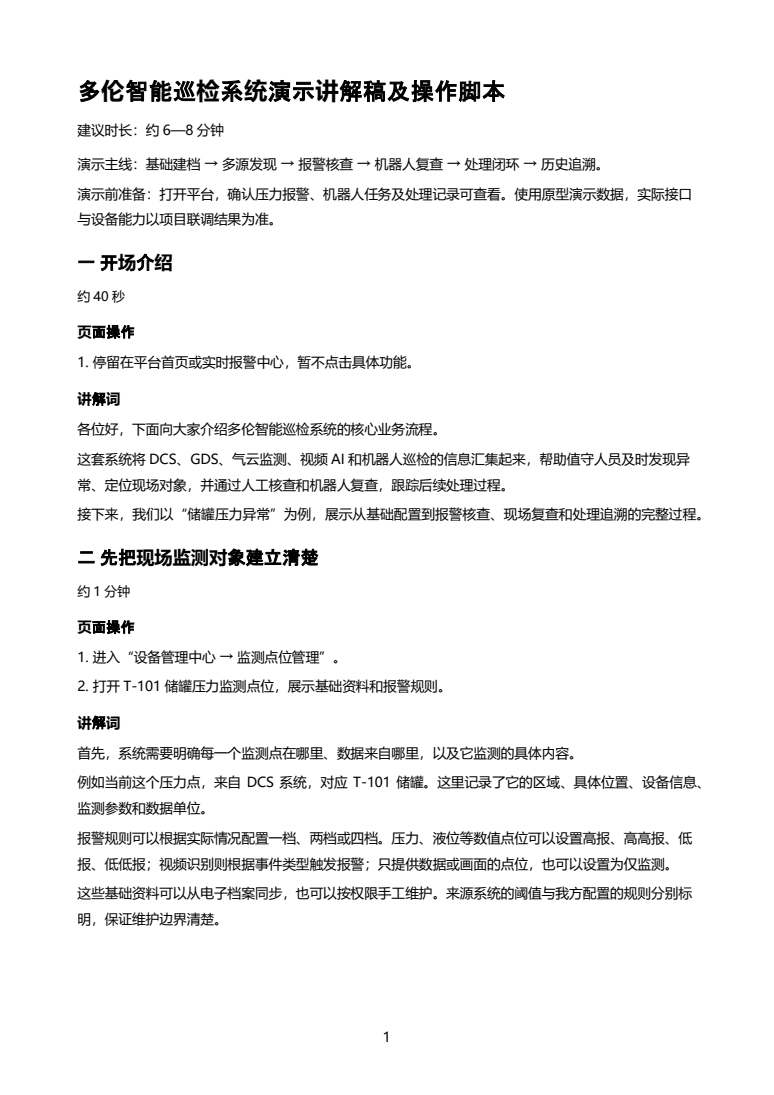 多伦智能巡检系统演示讲解稿及操作脚本
建议时长：约 6—8 分钟
演示主线：基础建档 → 多源发现 → 报警核查 → 机器人复查 → 处理闭环 → 历史追溯。
演示前准备：打开平台，确认压力报警、机器人任务及处理记录可查看。使用原型演示数据，实际接口
与设备能力以项目联调结果为准。
一 开场介绍
约 40 秒
页面操作
1. 停留在平台首页或实时报警中心，暂不点击具体功能。
讲解词
各位好，下面向大家介绍多伦智能巡检系统的核心业务流程。
这套系统将 DCS、GDS、气云监测、视频 AI 和机器人巡检的信息汇集起来，帮助值守人员及时发现异
常、定位现场对象，并通过人工核查和机器人复查，跟踪后续处理过程。
接下来，我们以“储罐压力异常”为例，展示从基础配置到报警核查、现场复查和处理追溯的完整过程。
二 先把现场监测对象建立清楚
约 1 分钟
页面操作
1. 进入“设备管理中心 → 监测点位管理”。
2. 打开 T-101 储罐压力监测点位，展示基础资料和报警规则。
讲解词
首先，系统需要明确每一个监测点在哪里、数据来自哪里，以及它监测的具体内容。
例如当前这个压力点，来自 DCS 系统，对应 T-101 储罐。这里记录了它的区域、具体位置、设备信息、
监测参数和数据单位。
报警规则可以根据实际情况配置一档、两档或四档。压力、液位等数值点位可以设置高报、高高报、低
报、低低报；视频识别则根据事件类型触发报警；只提供数据或画面的点位，也可以设置为仅监测。
这些基础资料可以从电子档案同步，也可以按权限手工维护。来源系统的阈值与我方配置的规则分别标
明，保证维护边界清楚。
1